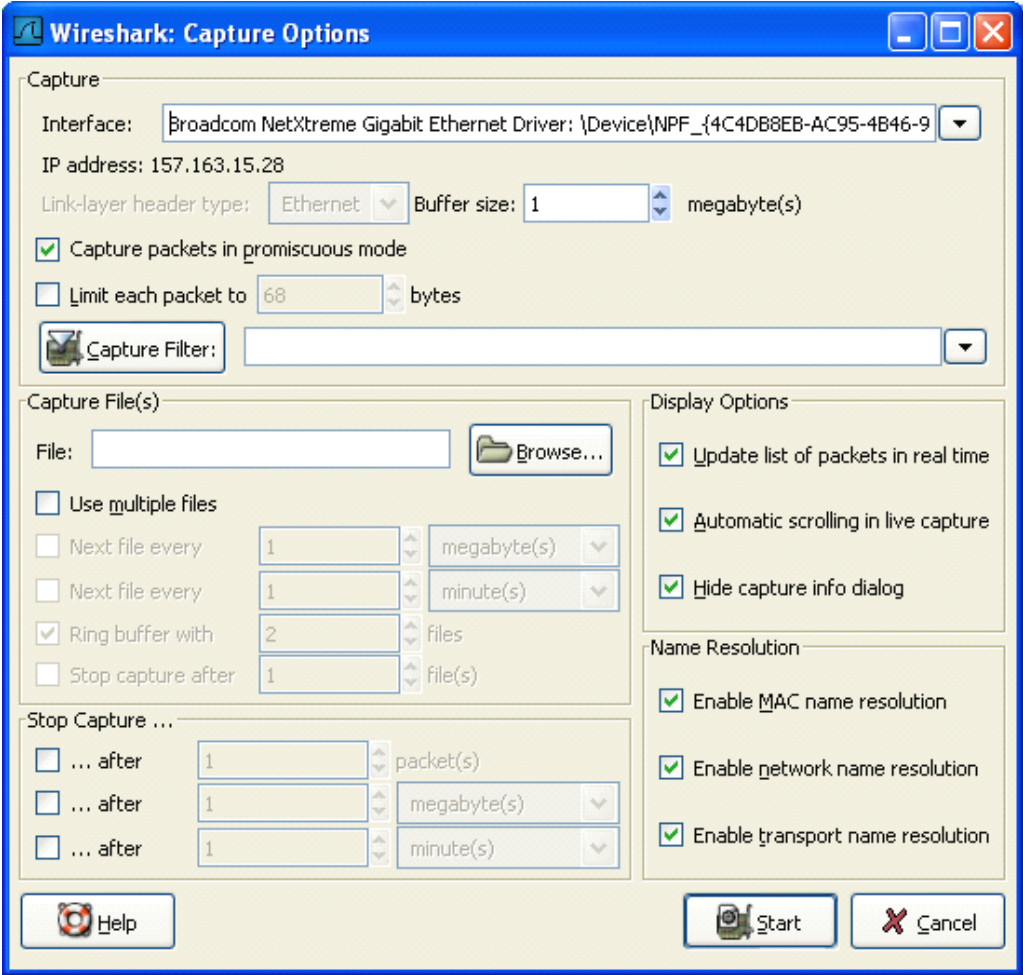 Wireshark: Capture Options
Capture
Interface: Broadcom NetXtreme Gigabit Ethernet Driver: \Device\NPF_{4C4DB8EB-AC95-4B46-9
IP address: 157.163.15.28
Link-layer header type: Ethernet Buffer size: 1 megabyte(s)
Capture packets in promiscuous mode
Limit each packet to 68 bytes
Capture Filter:
Capture File(s)
File: Browse...
Use multiple files
Next file every 1 megabyte(s)
Next file every 1 minute(s)
Ring buffer with 2 files
Stop capture after 1 file(s)
Stop Capture ...
... after 1 packet(s)
... after 1 megabyte(s)
... after 1 minute(s)
Display Options
Update list of packets in real time
Automatic scrolling in live capture
Hide capture info dialog
Name Resolution
Enable MAC name resolution
Enable network name resolution
Enable transport name resolution
Help Start Cancel